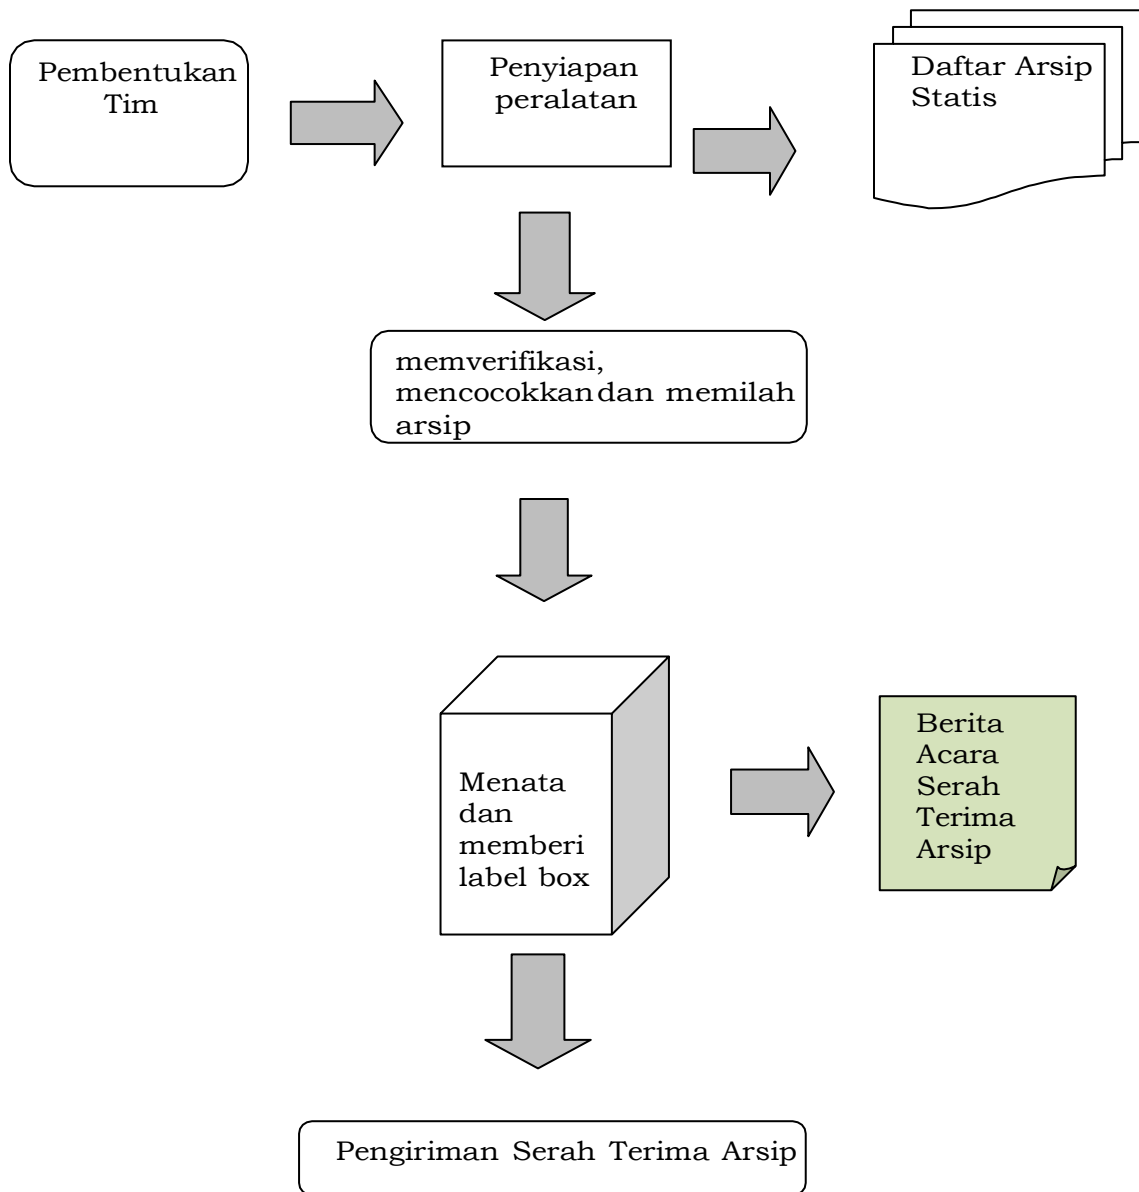 Pembentukan
Tim
Penyiapan
peralatan
Daftar Arsip
Statis
memverifikasi,
mencocokkan dan memilah
arsip
Menata
dan
memberi
label box
Berita
Acara
Serah
Terima
Arsip
Pengiriman Serah Terima Arsip